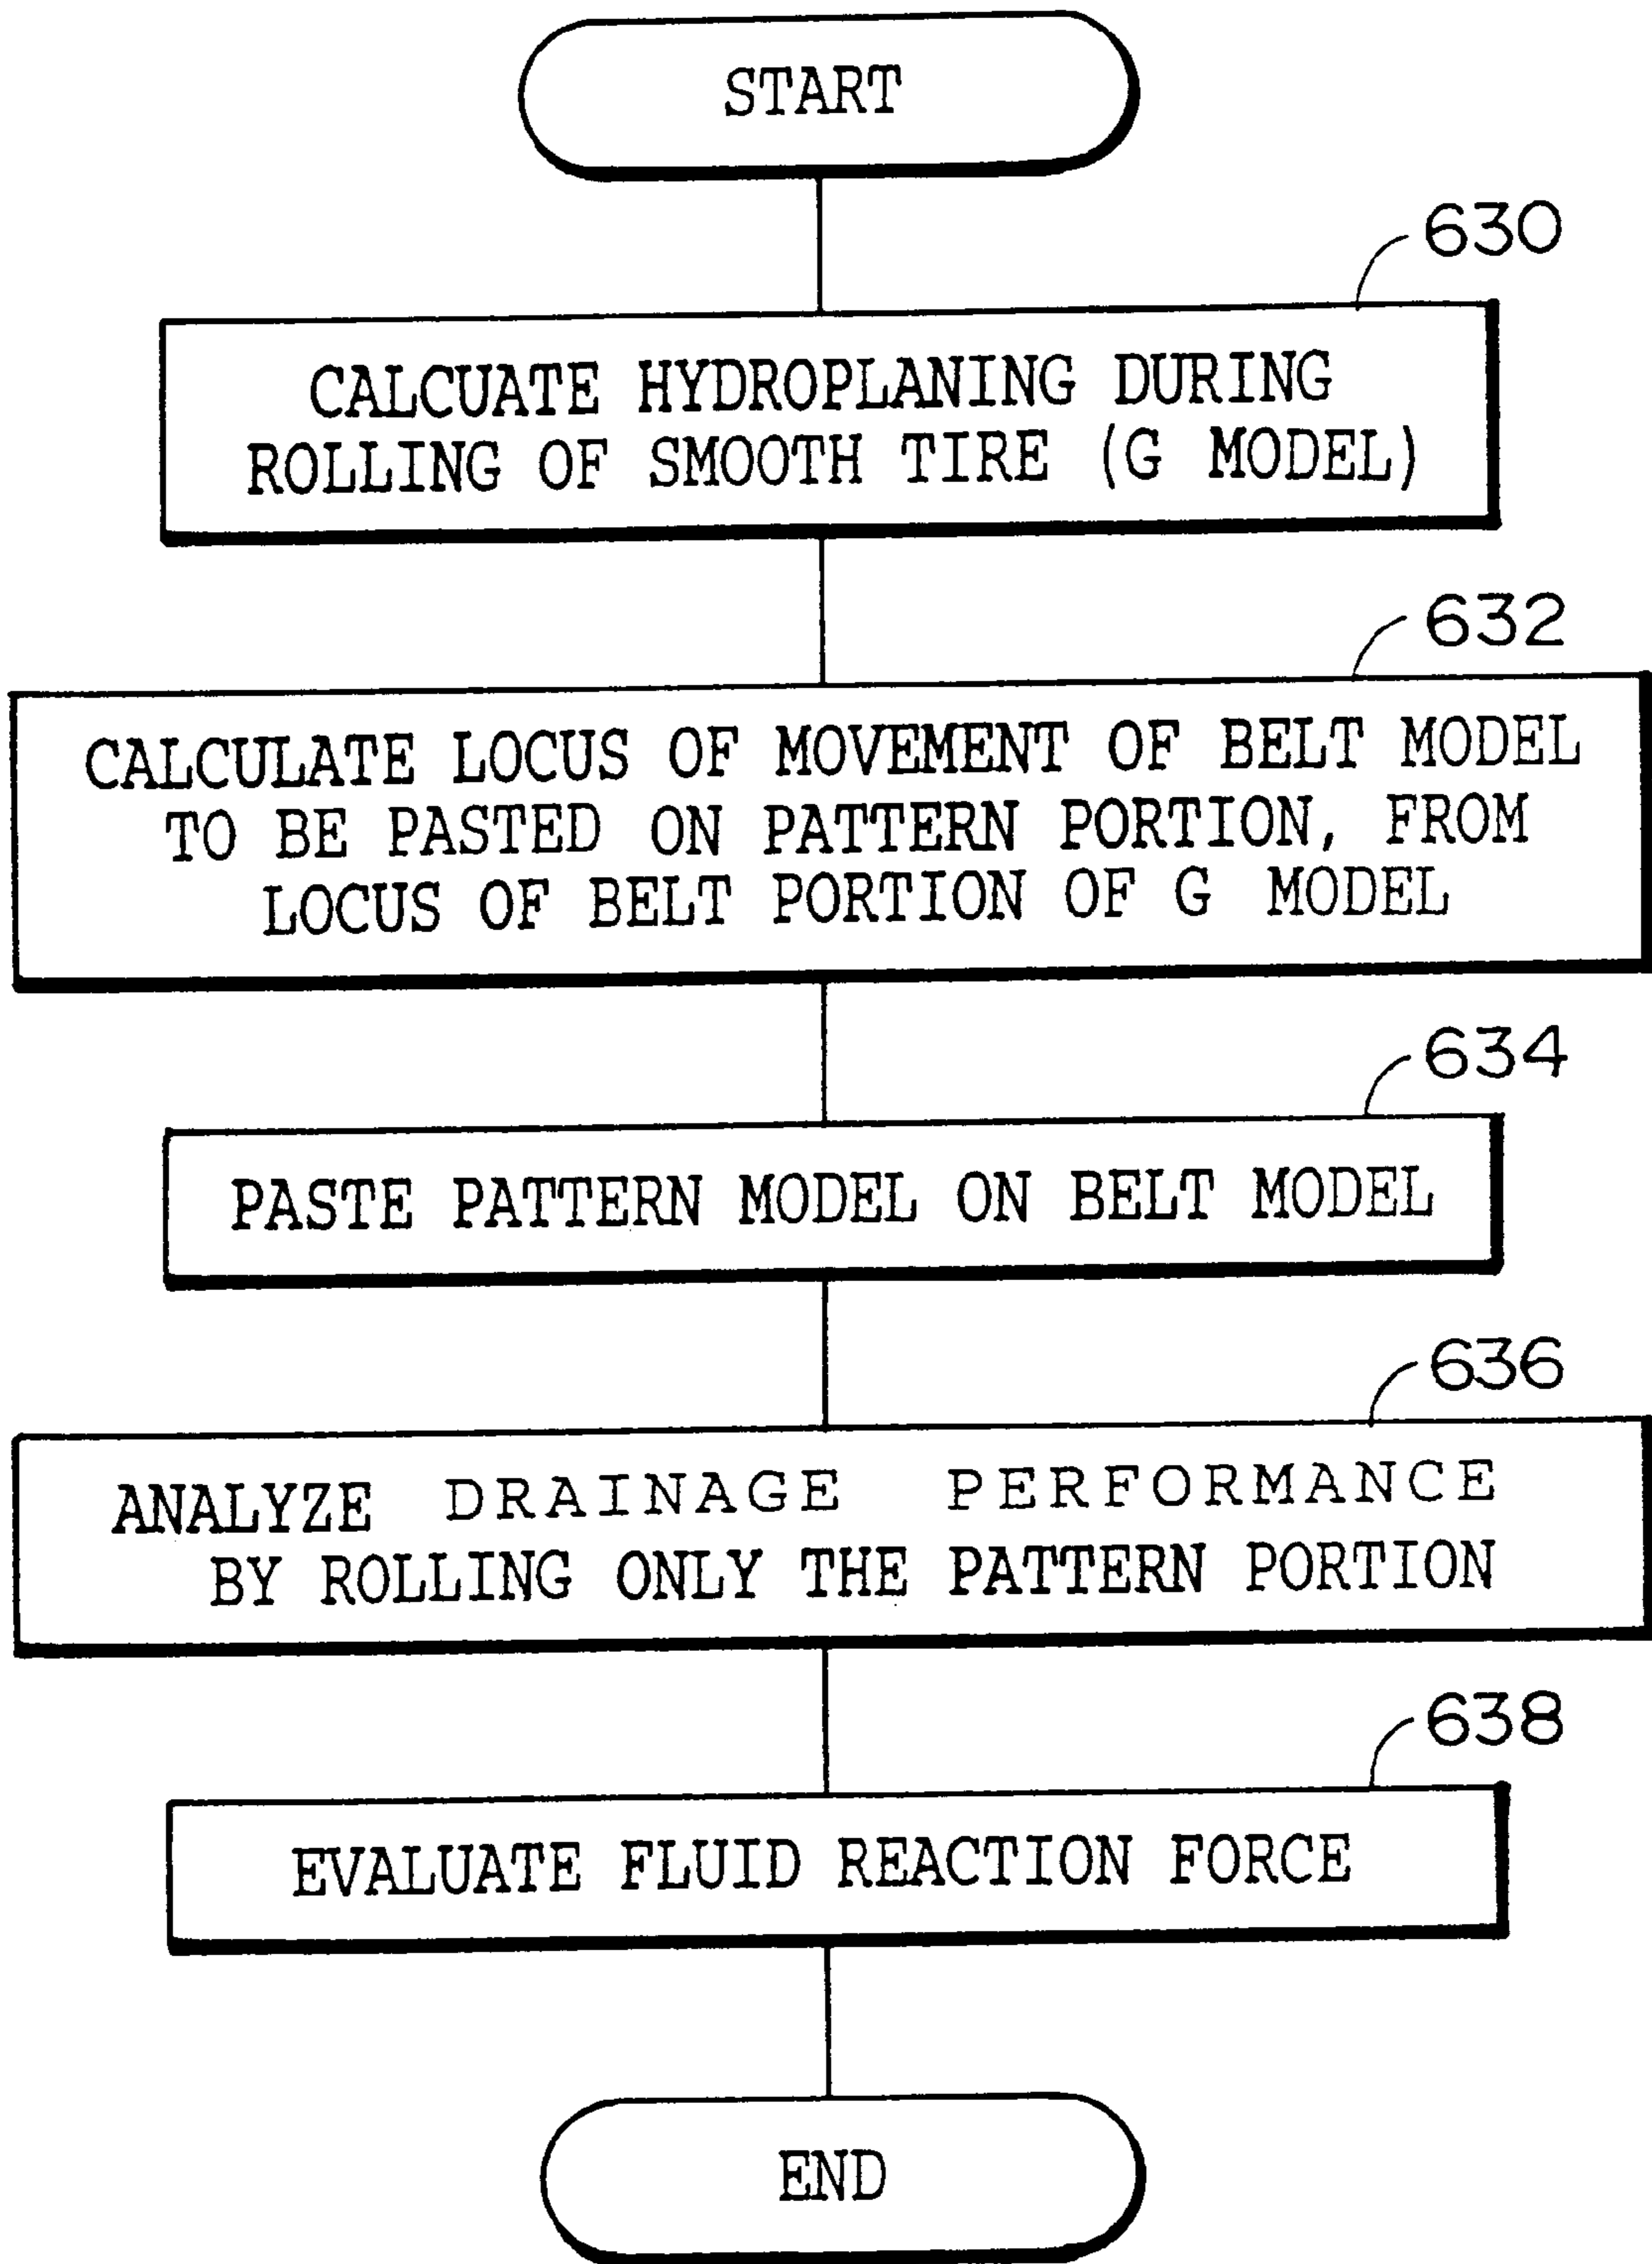 START
630
CALCUATE HYDROPLANING DURING
ROLLING OF SMOOTH TIRE (G MODEL)
632
CALCULATE LOCUS OF MOVEMENT OF BELT MODEL
TO BE PASTED ON PATTERN PORTION, FROM
LOCUS OF BELT PORTION OF G MODEL
634
PASTE PATTERN MODEL ON BELT MODEL
636
ANALYZE DRAINAGE PERFORMANCE
BY ROLLING ONLY THE PATTERN PORTION
638
EVALUATE FLUID REACTION FORCE
END